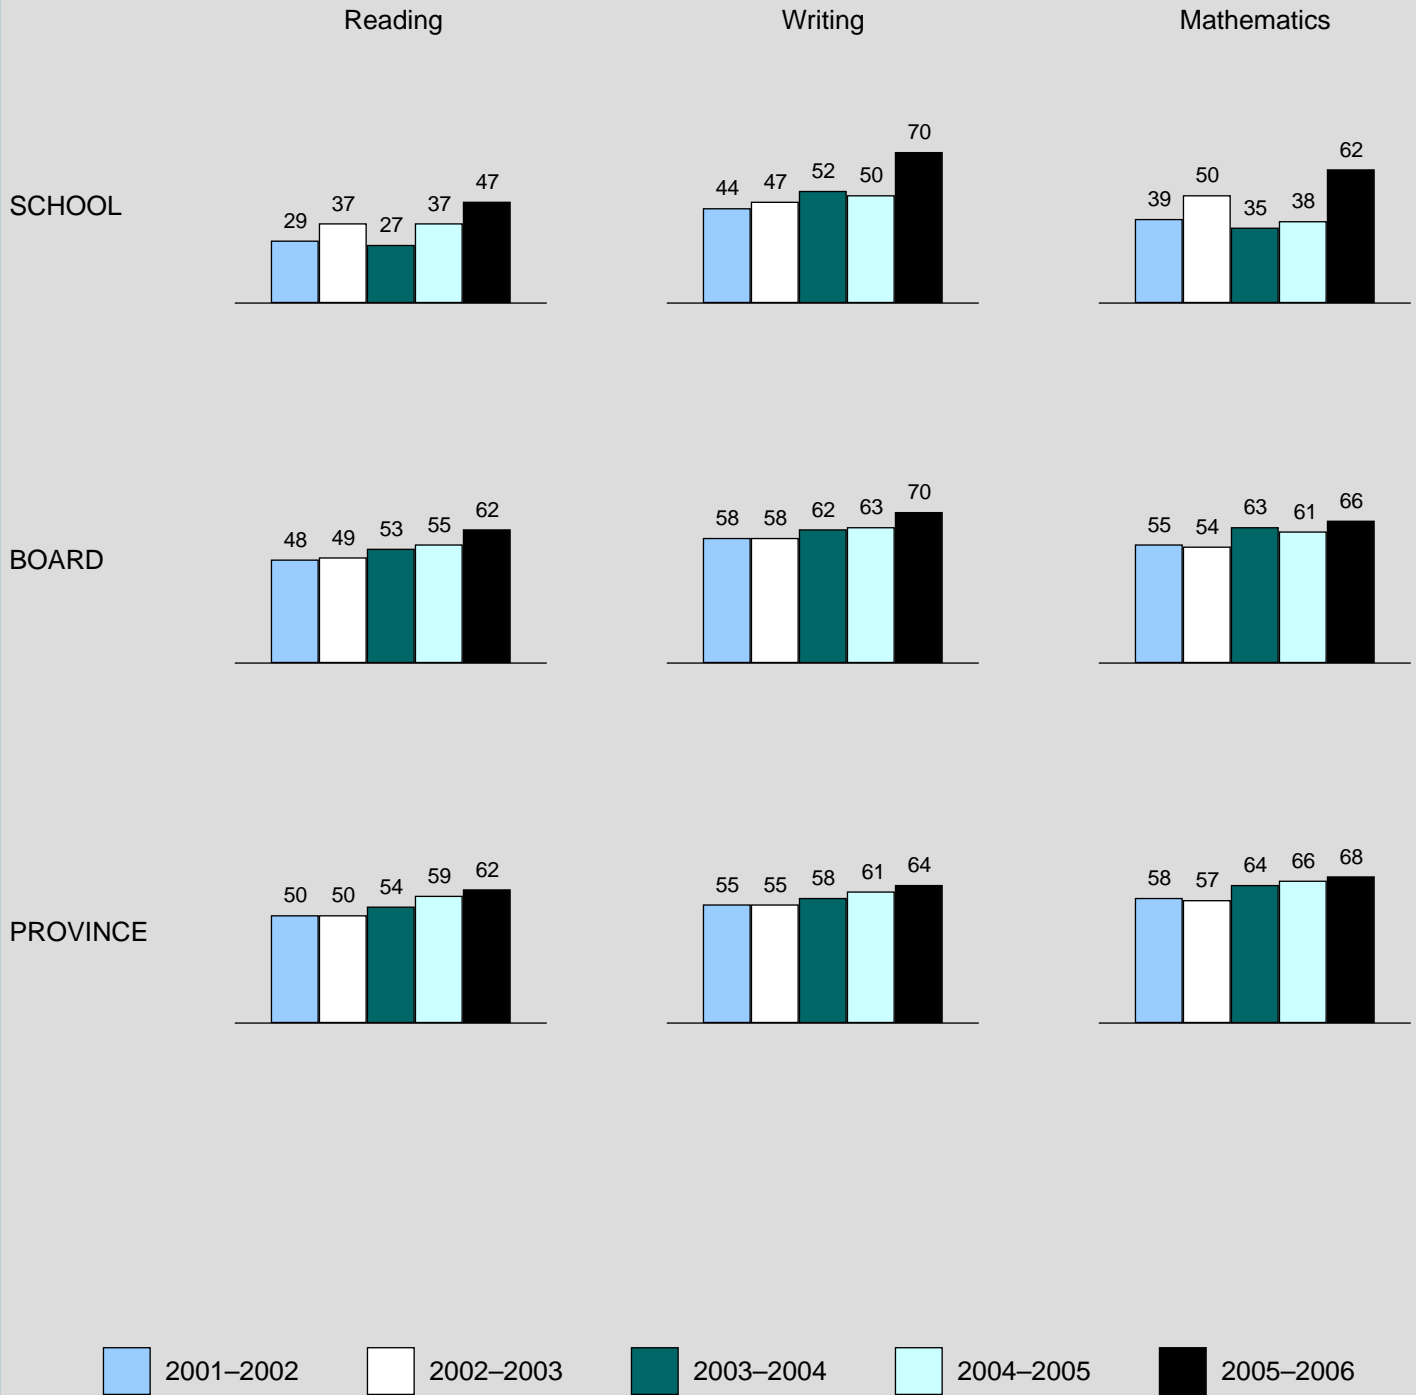 Reading Writing Mathematics
SCHOOL
29 37 27 37 47
44 47 52 50 70
39 50 35 38 62
BOARD
48 49 53 55 62
58 58 62 63 70
55 54 63 61 66
PROVINCE
50 50 54 59 62
55 55 58 61 64
58 57 64 66 68
2001–2002 2002–2003 2003–2004 2004–2005 2005–2006